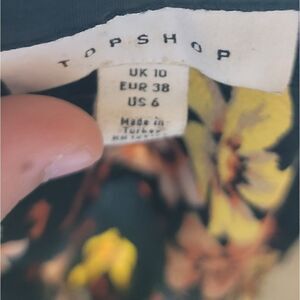 TOPSHOP
UK 10
EUR 38
US 6
Made in
Turkey